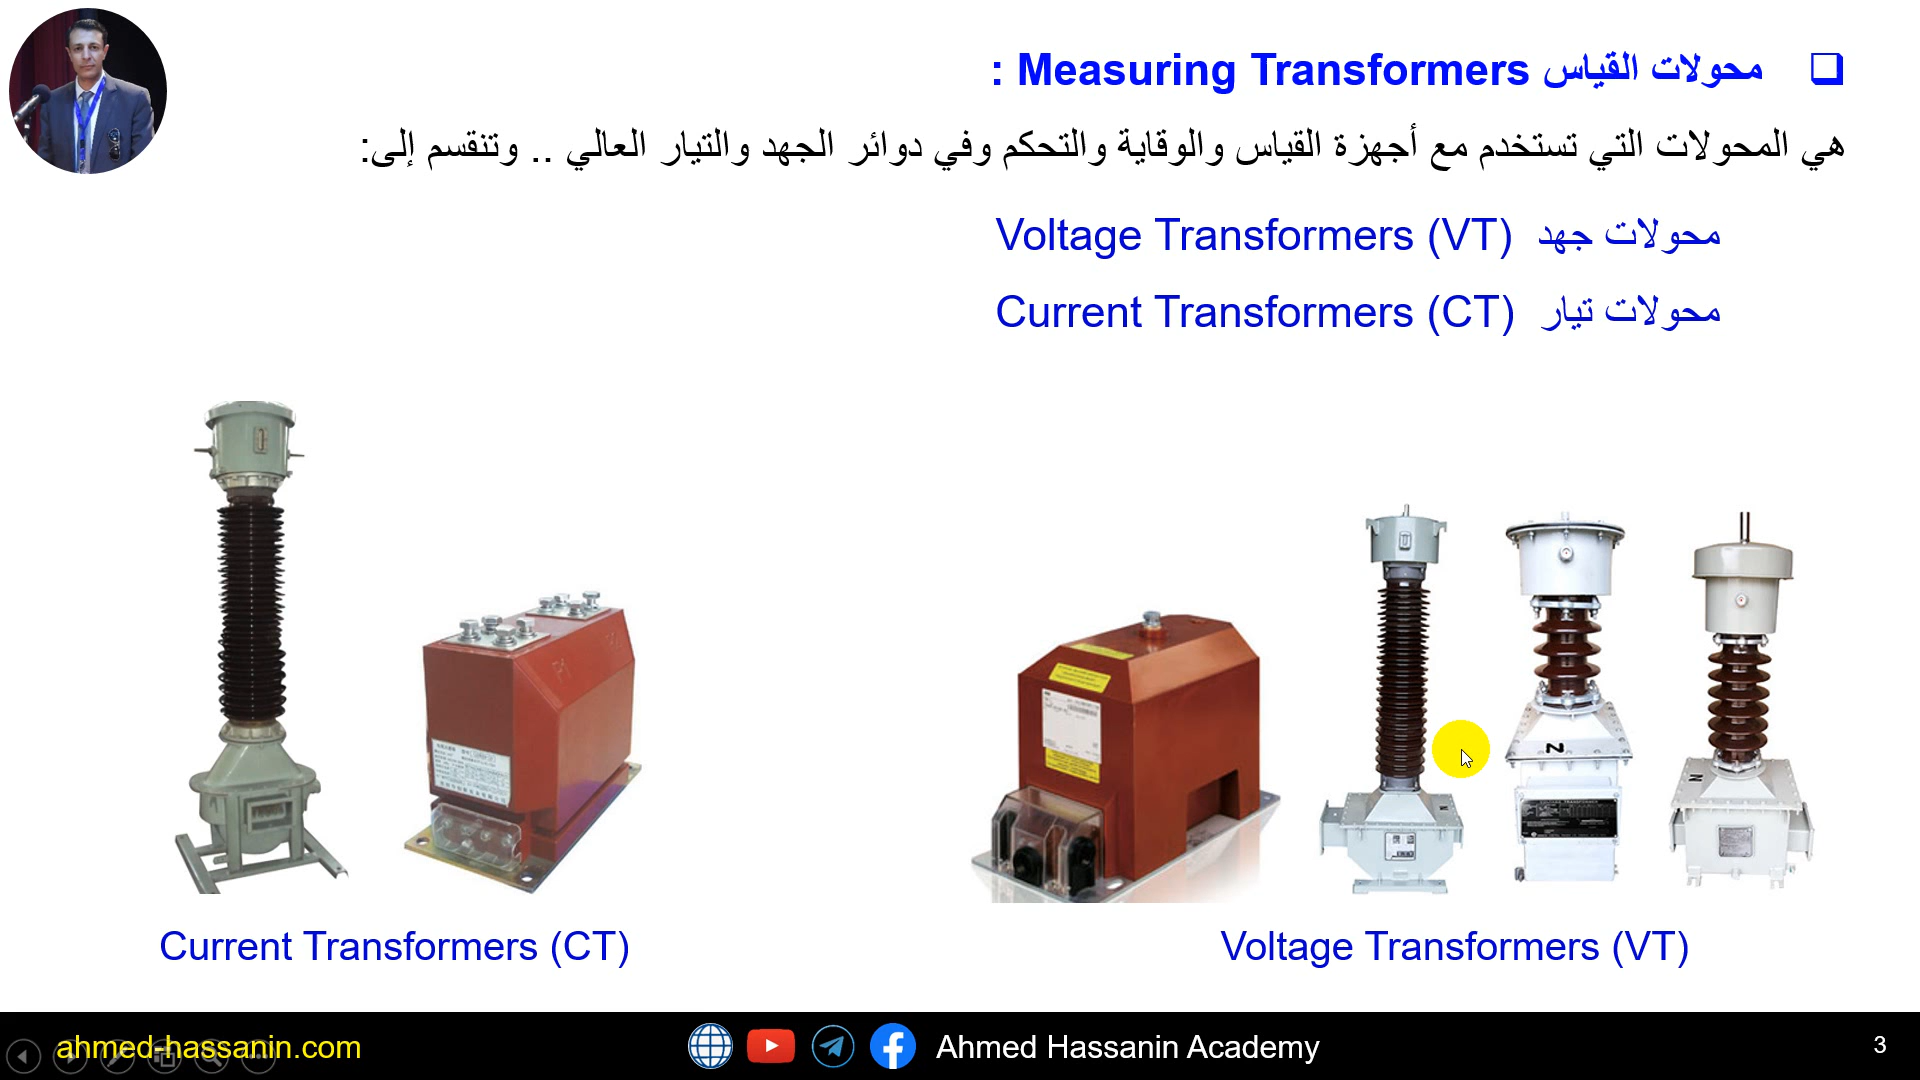 ❑ محولات القياس Measuring Transformers :
هي المحولات التي تستخدم مع أجهزة القياس والوقاية والتحكم وفي دوائر الجهد والتيار العالي .. وتنقسم إلى:
محولات جهد Voltage Transformers (VT)
محولات تيار Current Transformers (CT)
P1
N
N
N
Current Transformers (CT)
Voltage Transformers (VT)
ahmed-hassanin.com
Ahmed Hassanin Academy
3